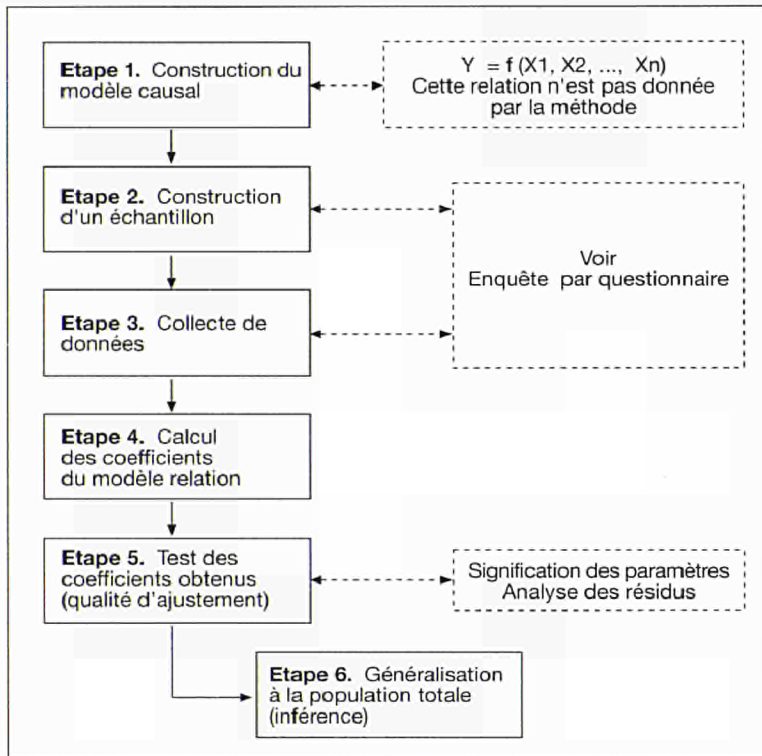 Etape 1. Construction du
modèle causal
Y = f (X1, X2, ..., Xn)
Cette relation n'est pas donnée
par la méthode
Etape 2. Construction
d'un échantillon
Voir
Enquête par questionnaire
Etape 3. Collecte de
données
Etape 4. Calcul
des coefficients
du modèle relation
Etape 5. Test des
coefficients obtenus
(qualité d'ajustement)
Signification des paramètres
Analyse des résidus
Etape 6. Généralisation
à la population totale
(inférence)